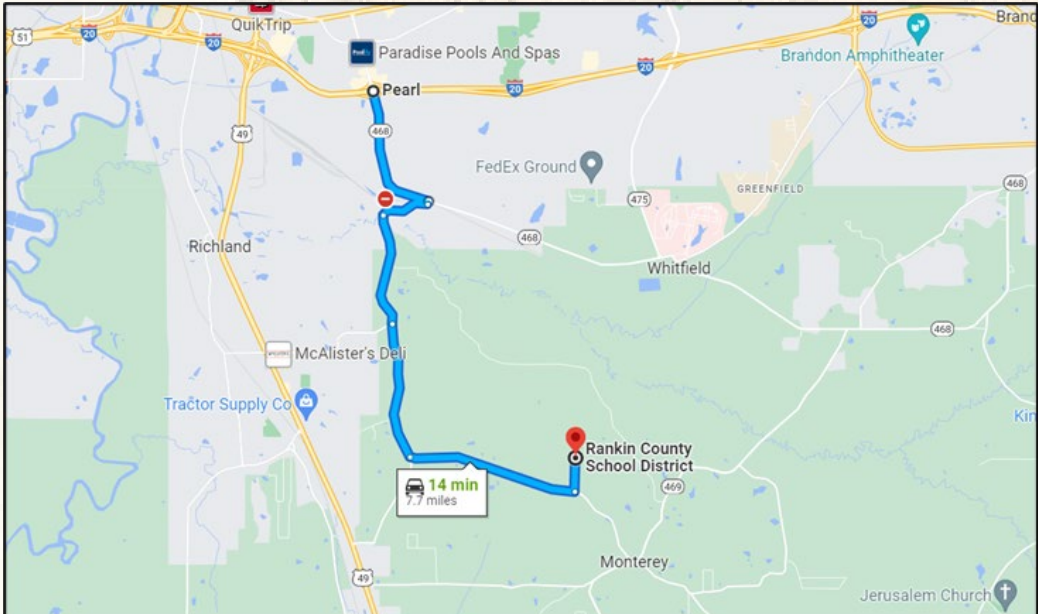 51
QuikTrip
20
20
20
20
20
Brand
Paradise Pools And Spas
Brandon Amphitheater
Pearl
49
468
FedEx Ground
GREENFIELD
475
468
468
Richland
Whitfield
468
McAlister's Deli
Tractor Supply Co
Kin
Rankin County
School District
14 min
7.7 miles
469
Monterey
49
Jerusalem Church